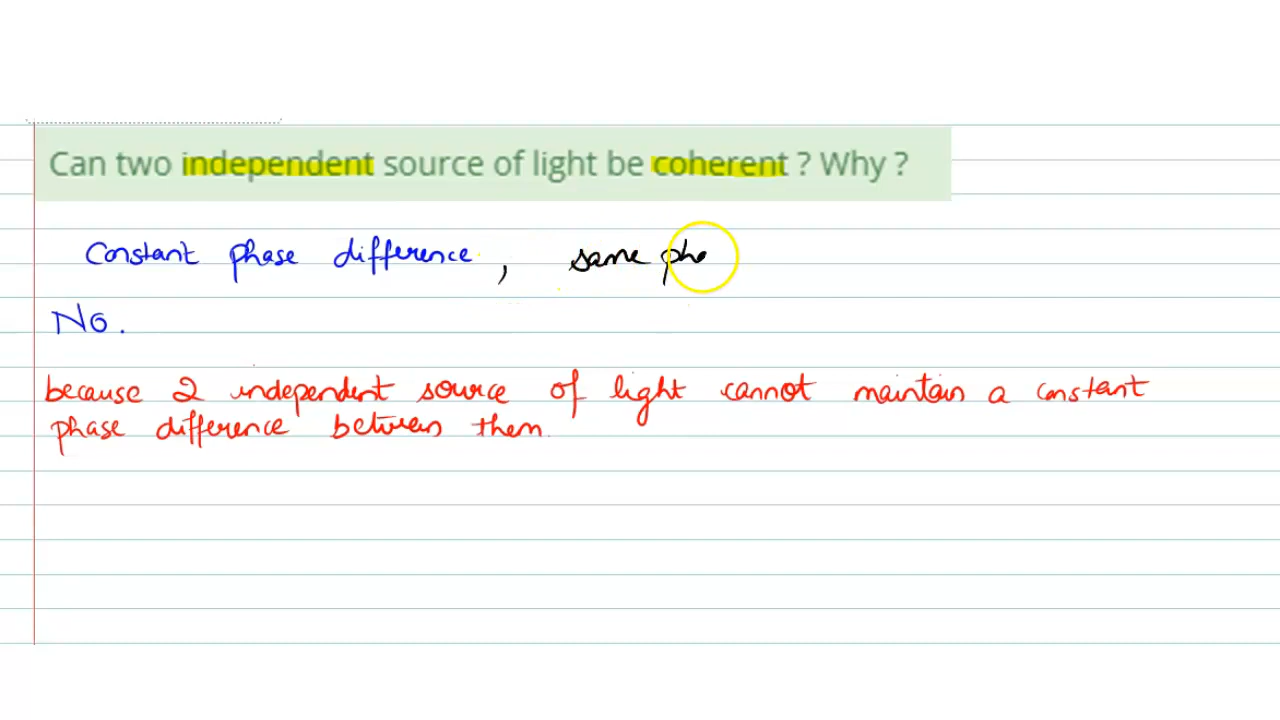 Can two independent source of light be coherent ? Why ?
Constant phase difference , same pha
No.
because 2 independent source of light cannot maintain a constant
phase difference between them.